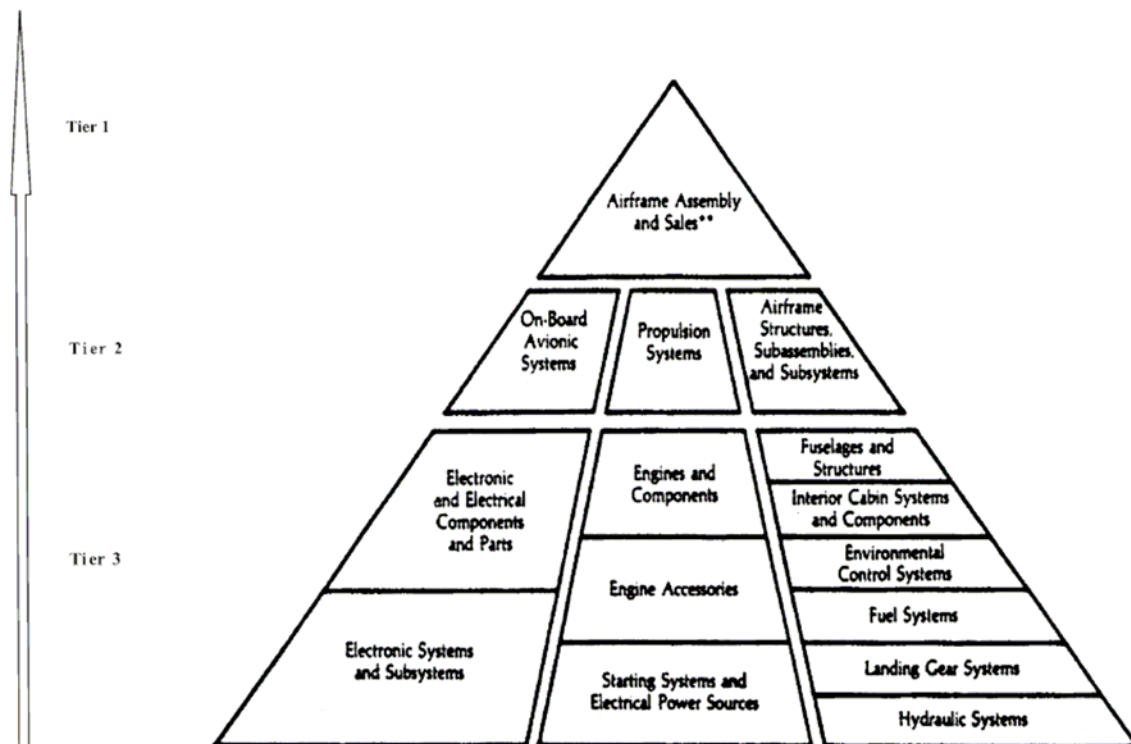 Tier 1
Airframe Assembly
and Sales**
Tier 2
On-Board
Avionic
Systems
Propulsion
Systems
Airframe
Structures,
Subassemblies,
and Subsystems
Tier 3
Electronic
and Electrical
Components
and Parts
Electronic Systems
and Subsystems
Engines and
Components
Engine Accessories
Starting Systems and
Electrical Power Sources
Fuselages and
Structures
Interior Cabin Systems
and Components
Environmental
Control Systems
Fuel Systems
Landing Gear Systems
Hydraulic Systems